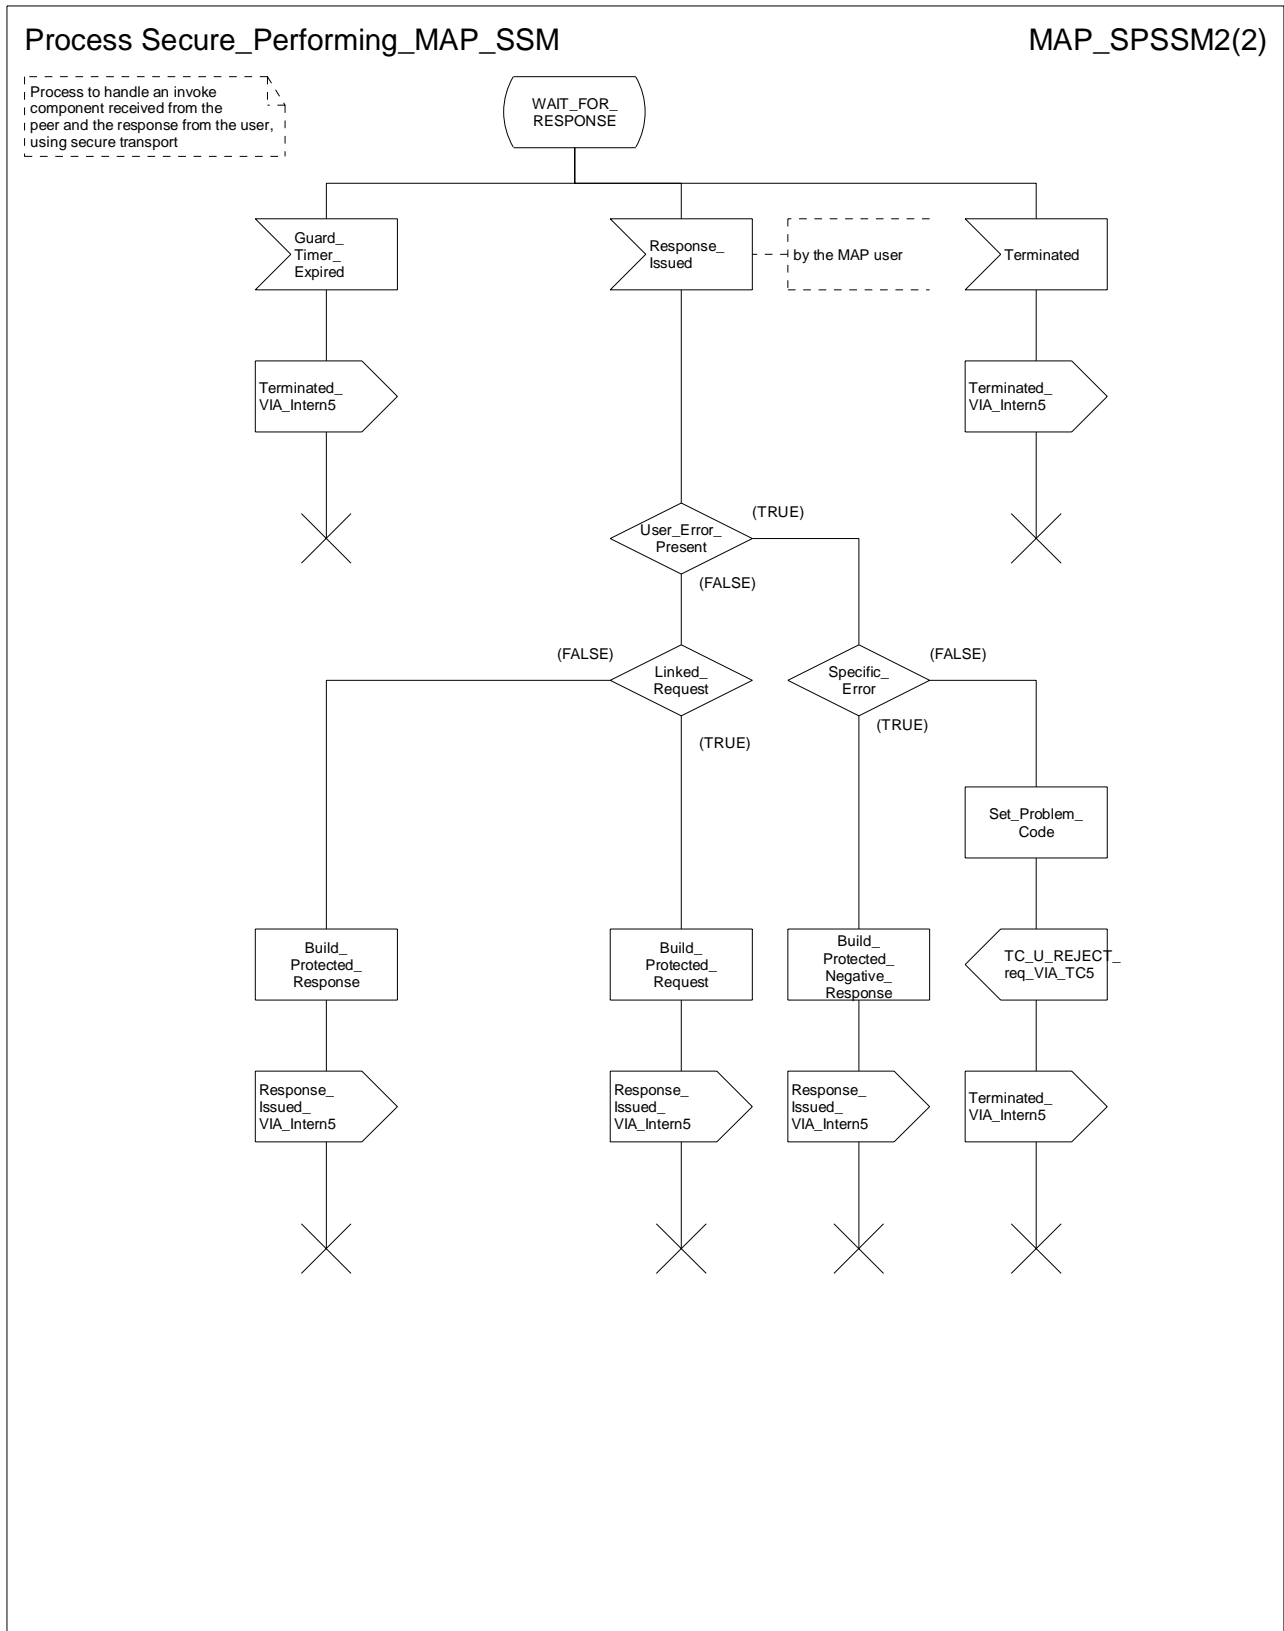 Process Secure_Performing_MAP_SSM
MAP_SPSSM2(2)
Process to handle an invoke
component received from the
peer and the response from the user,
using secure transport
WAIT_FOR_
RESPONSE
Guard_
Timer_
Expired
Response_
Issued
by the MAP user
Terminated
Terminated_
VIA_Intern5
Terminated_
VIA_Intern5
User_Error_
Present
(TRUE)
(FALSE)
(FALSE)
Linked_
Request
(TRUE)
Specific_
Error
(FALSE)
(TRUE)
Set_Problem_
Code
Build_
Protected_
Response
Build_
Protected_
Request
Build_
Protected_
Negative_
Response
TC_U_REJECT_
req_VIA_TC5
Response_
Issued_
VIA_Intern5
Response_
Issued_
VIA_Intern5
Response_
Issued_
VIA_Intern5
Terminated_
VIA_Intern5